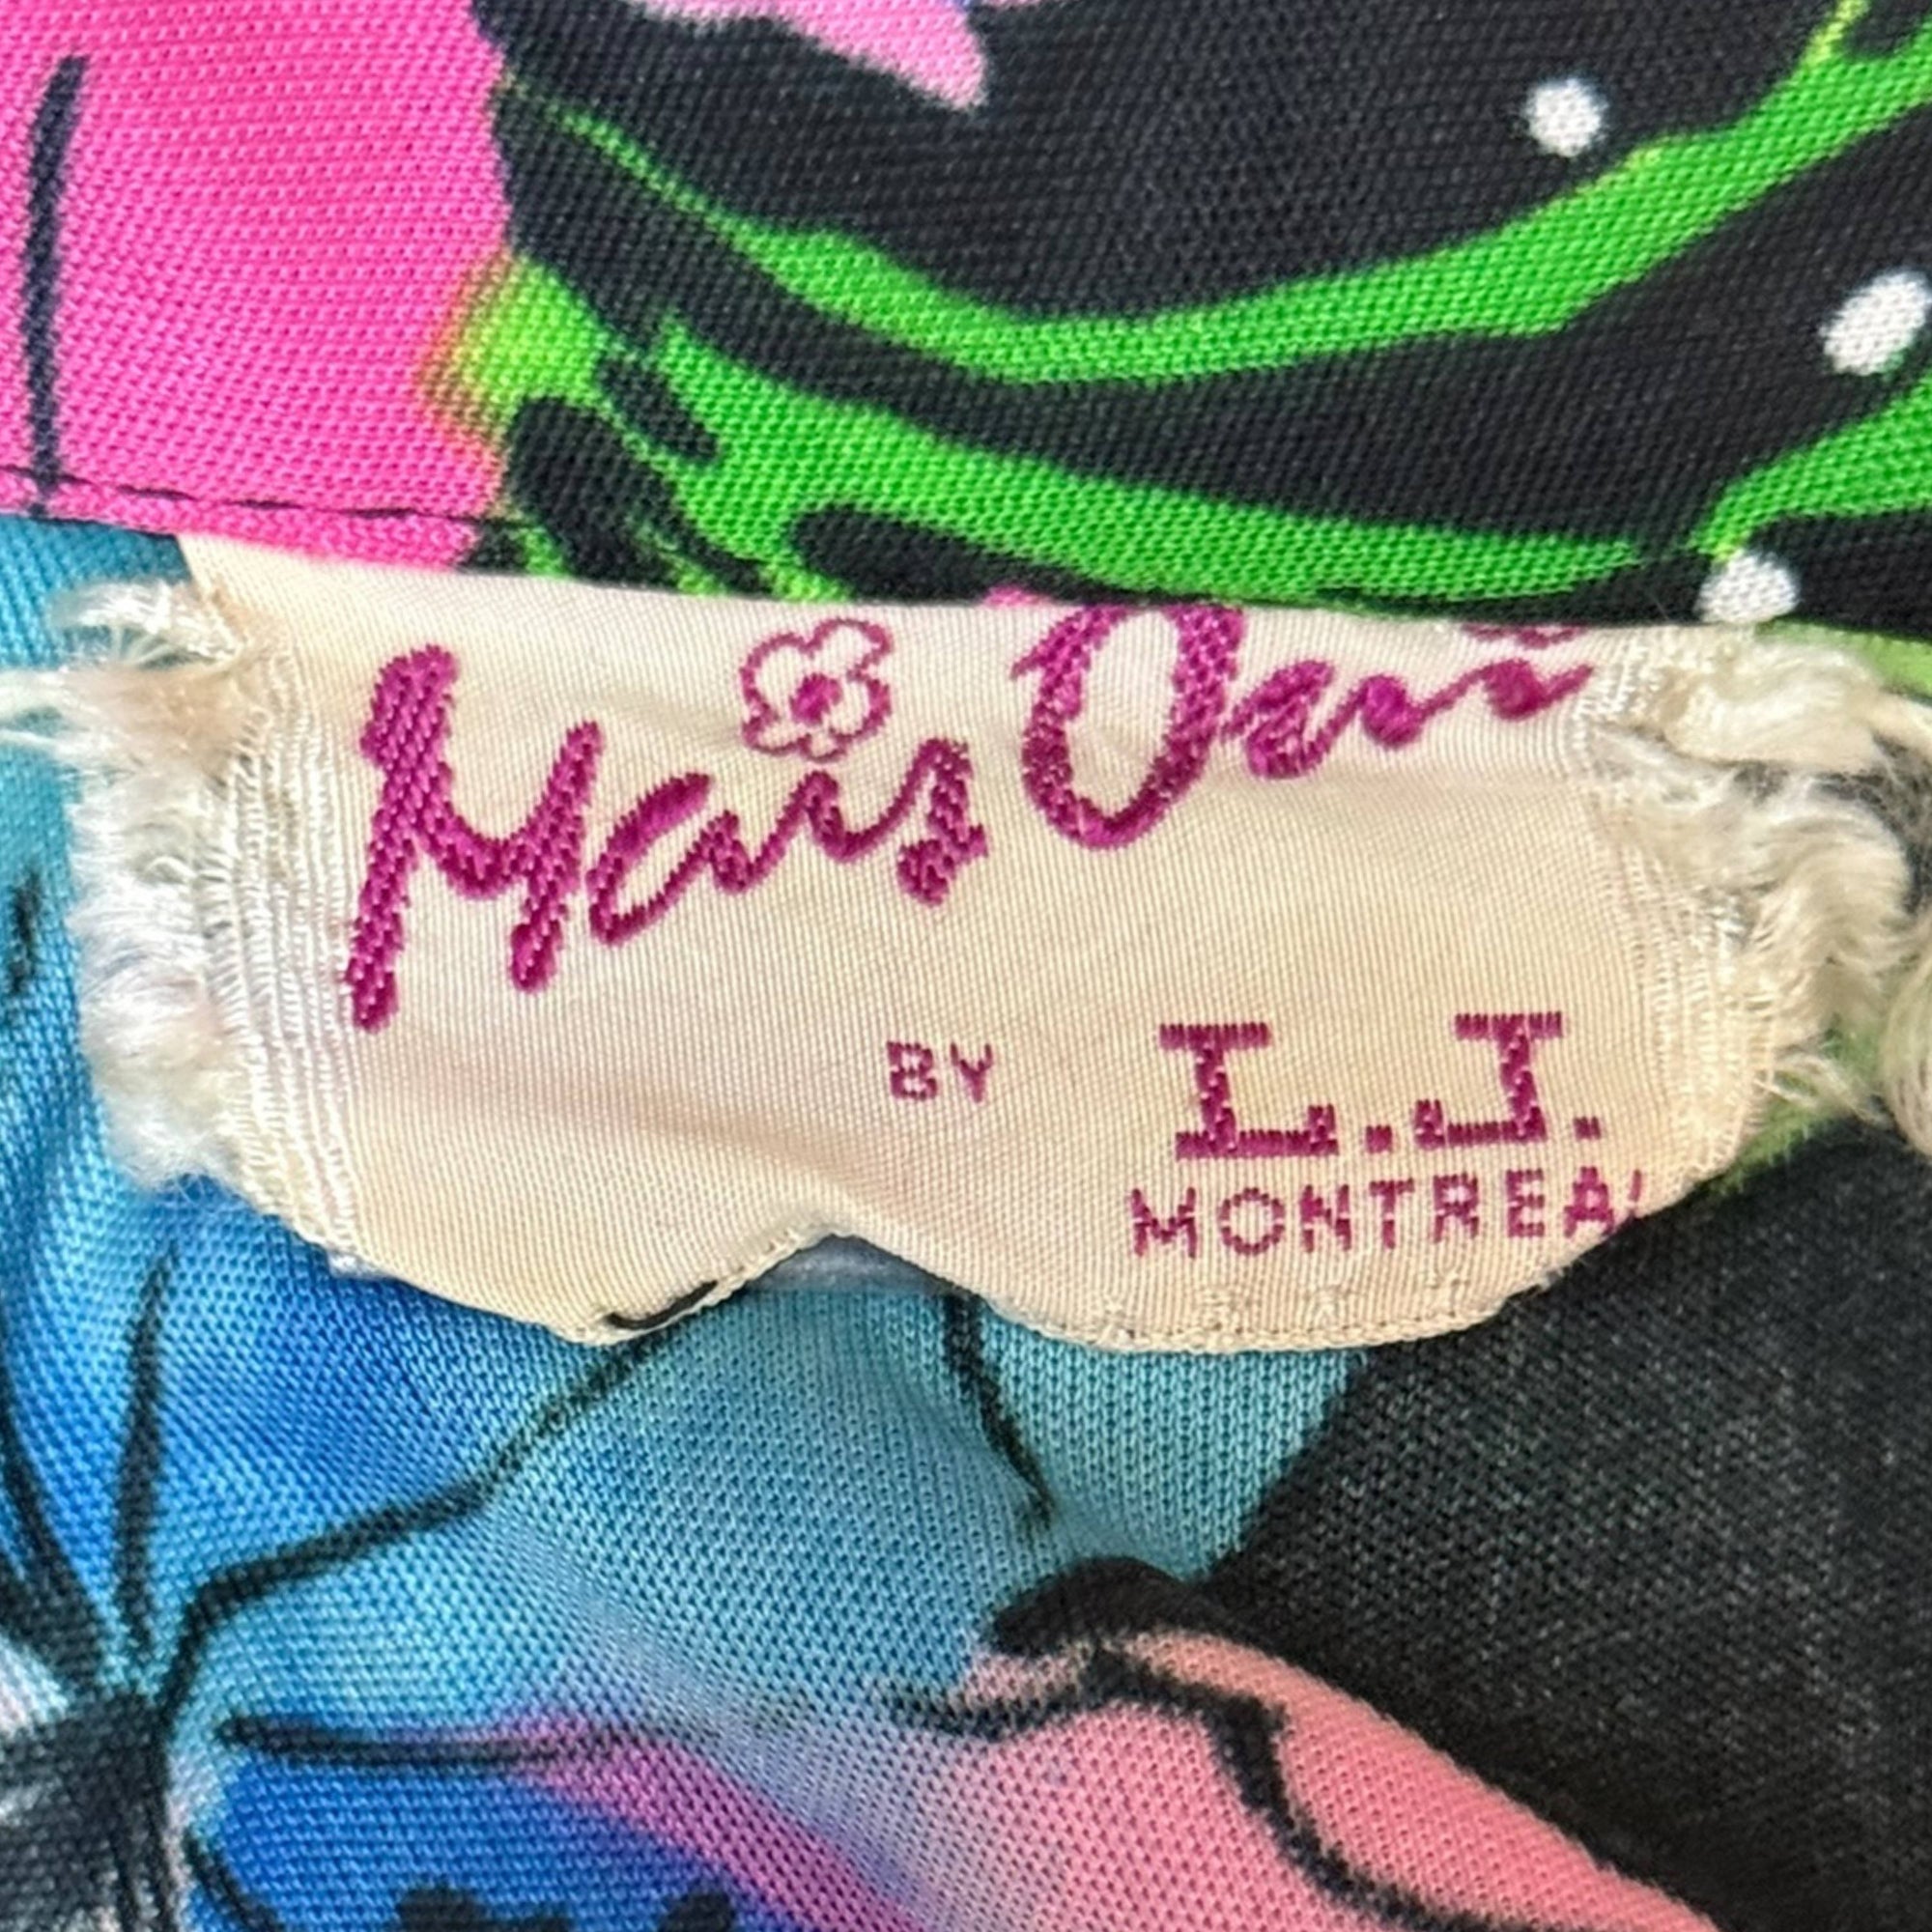 Mais Oui
BY L.J.
MONTREAL